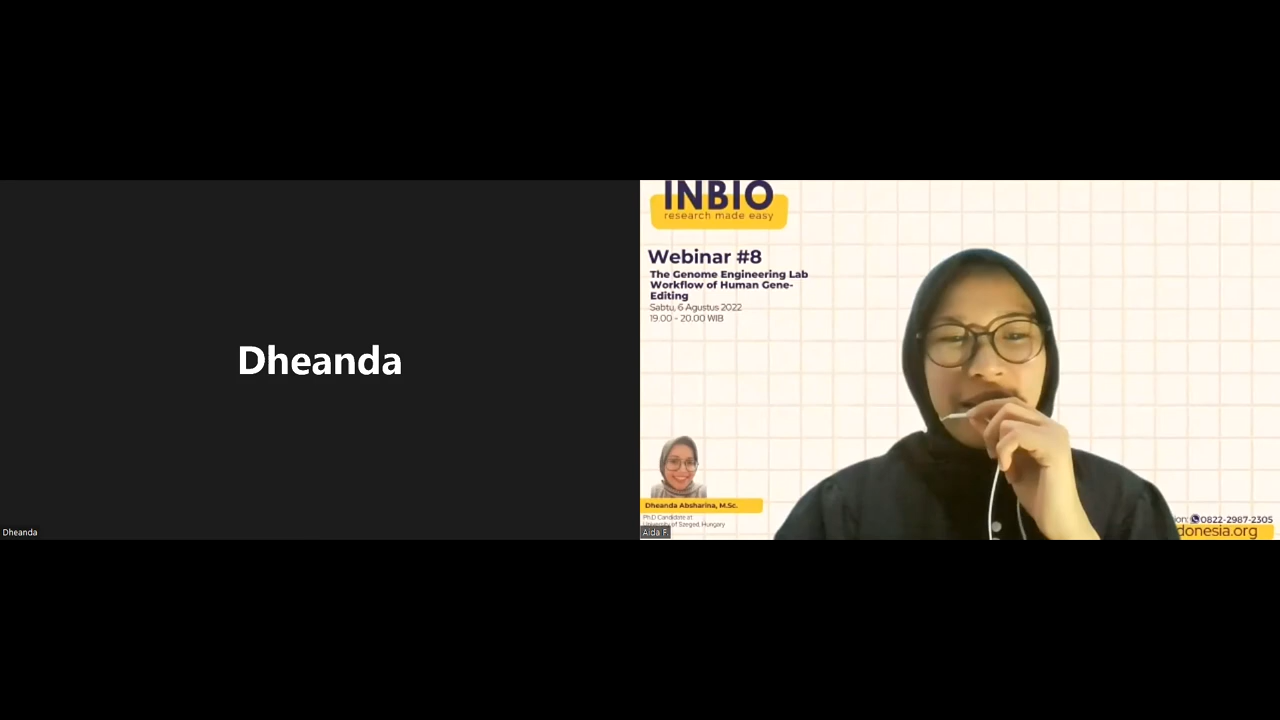 Dheanda
Dheanda
INBIO
research made easy
Webinar #8
The Genome Engineering Lab
Workflow of Human Gene-
Editing
Sabtu, 6 Agustus 2022
19.00 - 20.00 WIB
Dheanda Absharina, M.Sc.
Ph.D Candidate at
University of Szeged, Hungary
Aida F.
on: 0822-2987-2305
donesia.org